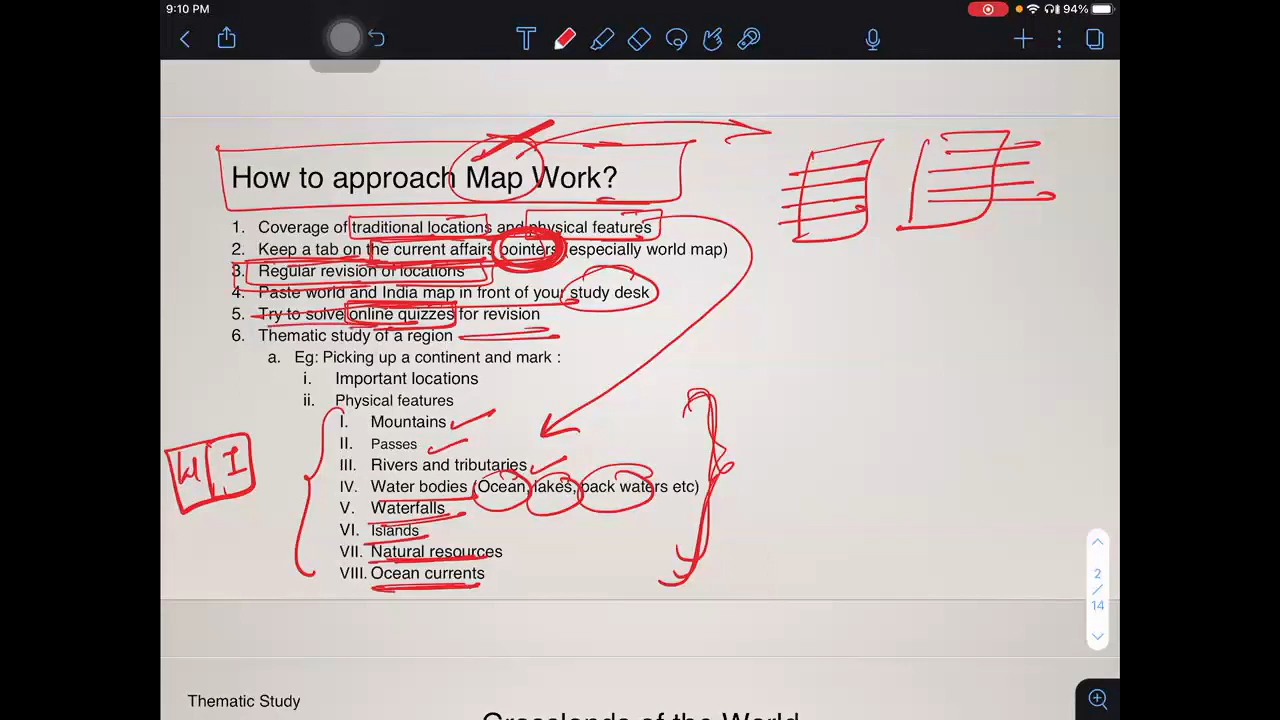 9:10 PM
94%
How to approach Map Work?
1. Coverage of traditional locations and physical features
2. Keep a tab on the current affairs pointers (especially world map)
3. Regular revision of locations
4. Paste world and India map in front of your study desk
5. Try to solve online quizzes for revision
6. Thematic study of a region
a. Eg: Picking up a continent and mark :
i. Important locations
ii. Physical features
I. Mountains
II. Passes
III. Rivers and tributaries
IV. Water bodies (Ocean, lakes, back waters etc)
V. Waterfalls
VI. Islands
VII. Natural resources
VIII. Ocean currents
W I
2
/
14
Thematic Study
Grasslands of the World